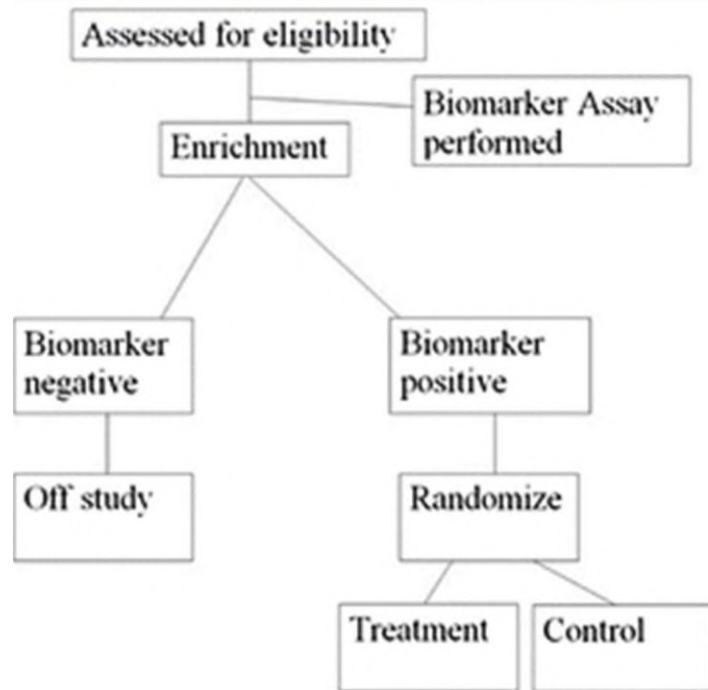 Assessed for eligibility
Biomarker Assay
performed
Enrichment
Biomarker
negative
Biomarker
positive
Off study
Randomize
Treatment
Control